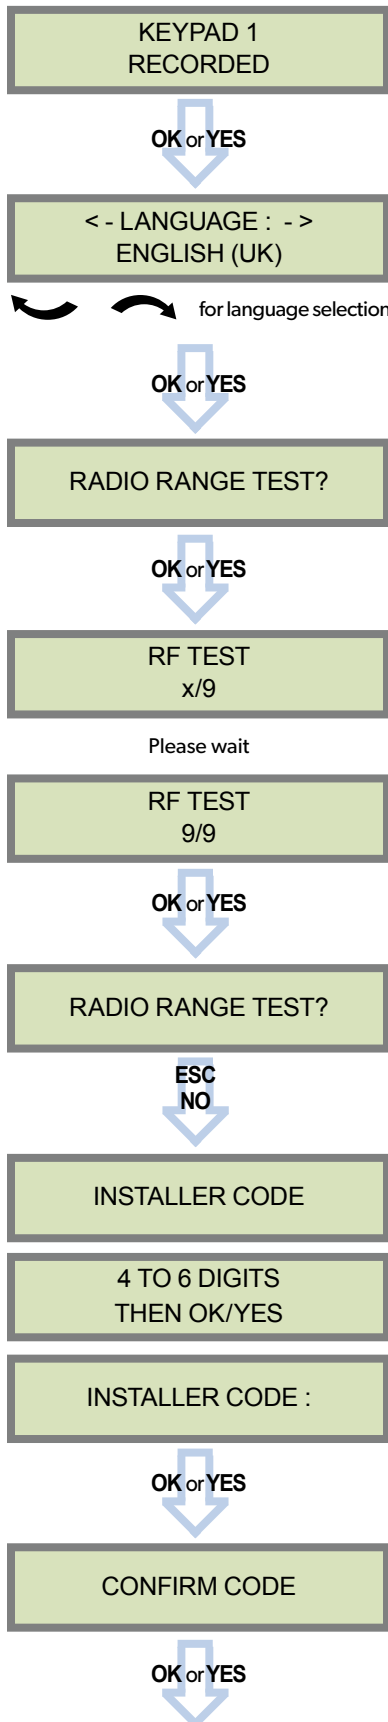 KEYPAD 1
RECORDED
OK or YES
< - LANGUAGE : - >
ENGLISH (UK)
for language selection
OK or YES
RADIO RANGE TEST?
OK or YES
RF TEST
x/9
Please wait
RF TEST
9/9
OK or YES
RADIO RANGE TEST?
ESC
NO
INSTALLER CODE
4 TO 6 DIGITS
THEN OK/YES
INSTALLER CODE :
OK or YES
CONFIRM CODE
OK or YES